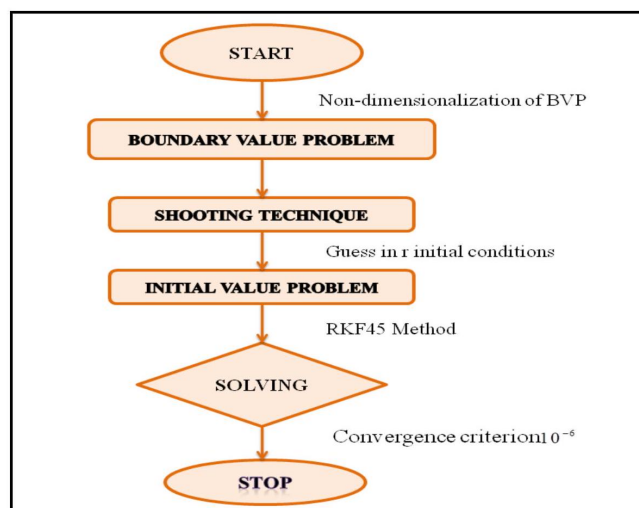 START
Non-dimensionalization of BVP
BOUNDARY VALUE PROBLEM
SHOOTING TECHNIQUE
Guess in r initial conditions
INITIAL VALUE PROBLEM
RKF45 Method
SOLVING
Convergence criterion10⁻⁶
STOP